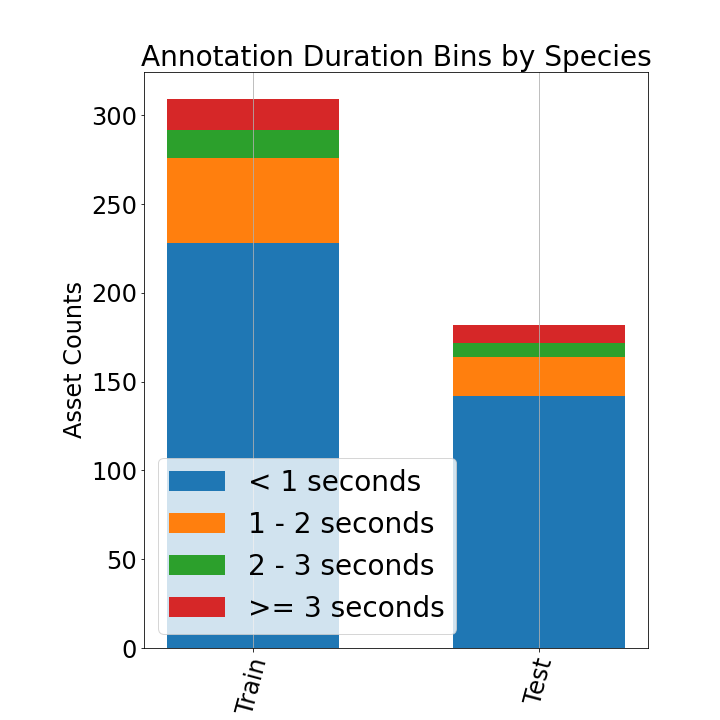 Annotation Duration Bins by Species
Asset Counts
300
250
200
150
100
50
0
< 1 seconds
1 - 2 seconds
2 - 3 seconds
>= 3 seconds
Train
Test